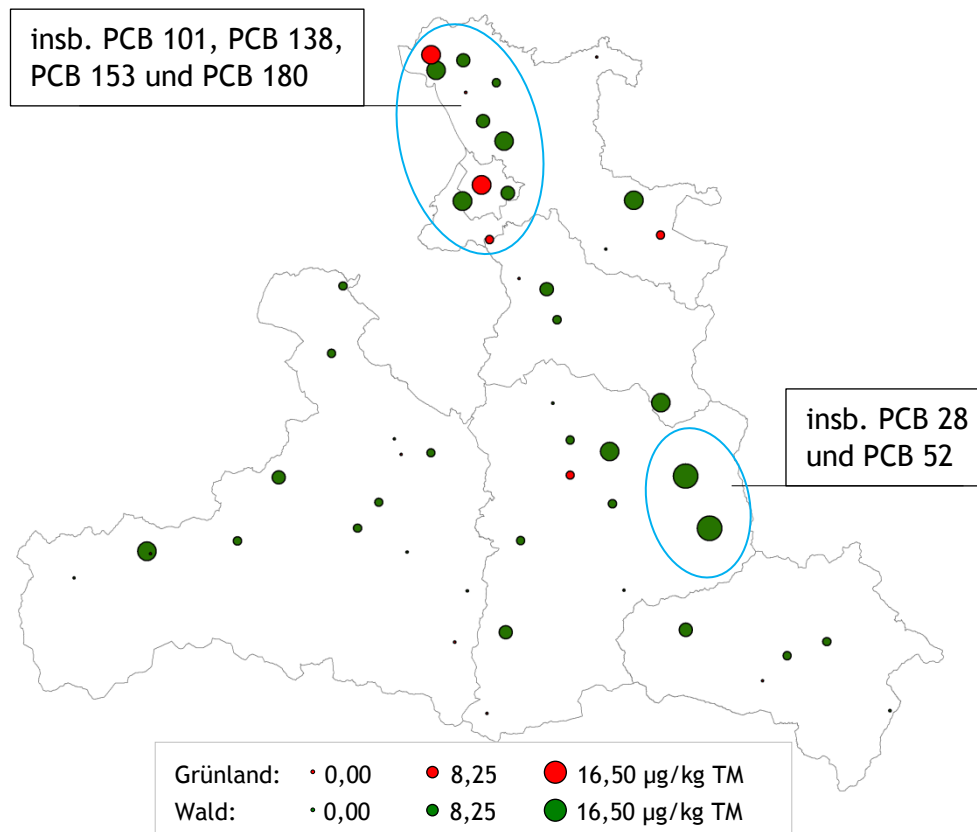 insb. PCB 101, PCB 138,
PCB 153 und PCB 180
insb. PCB 28
und PCB 52
Grünland: 0,00 8,25 16,50 µg/kg TM
Wald: 0,00 8,25 16,50 µg/kg TM